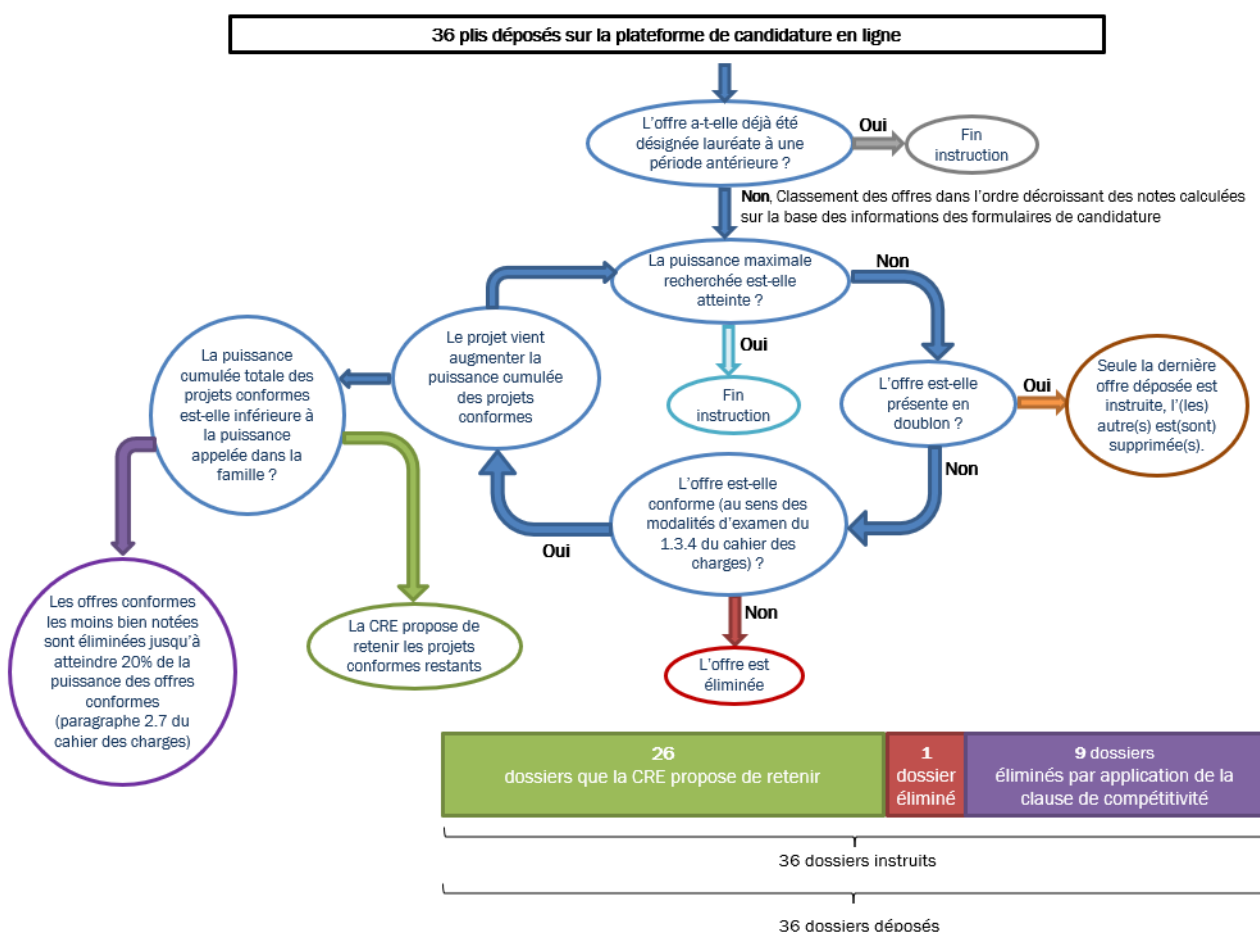 36 plis déposés sur la plateforme de candidature en ligne
L'offre a-t-elle déjà été
désignée lauréate à une
période antérieure ?
Oui
Fin
instruction
Non, Classement des offres dans l'ordre décroissant des notes calculées
sur la base des informations des formulaires de candidature
La puissance maximale
recherchée est-elle
atteinte ?
Non
Oui
Fin
instruction
L'offre est-elle
présente en
doublon ?
Oui
Seule la dernière
offre déposée est
instruite, l'(les)
autre(s) est(sont)
supprimée(s).
Non
L'offre est-elle
conforme (au sens des
modalités d'examen du
1.3.4 du cahier des
charges) ?
Oui
Non
L'offre est
éliminée
Le projet vient
augmenter la
puissance cumulée
des projets
conformes
La puissance
cumulée totale des
projets conformes
est-elle inférieure à
la puissance
appelée dans la
famille ?
Les offres conformes
les moins bien notées
sont éliminées jusqu'à
atteindre 20% de la
puissance des offres
conformes
(paragraphe 2.7 du
cahier des charges)
La CRE propose de
retenir les projets
conformes restants
26
dossiers que la CRE propose de retenir
1
dossier
éliminé
9 dossiers
éliminés par application de la
clause de compétitivité
36 dossiers instruits
36 dossiers déposés